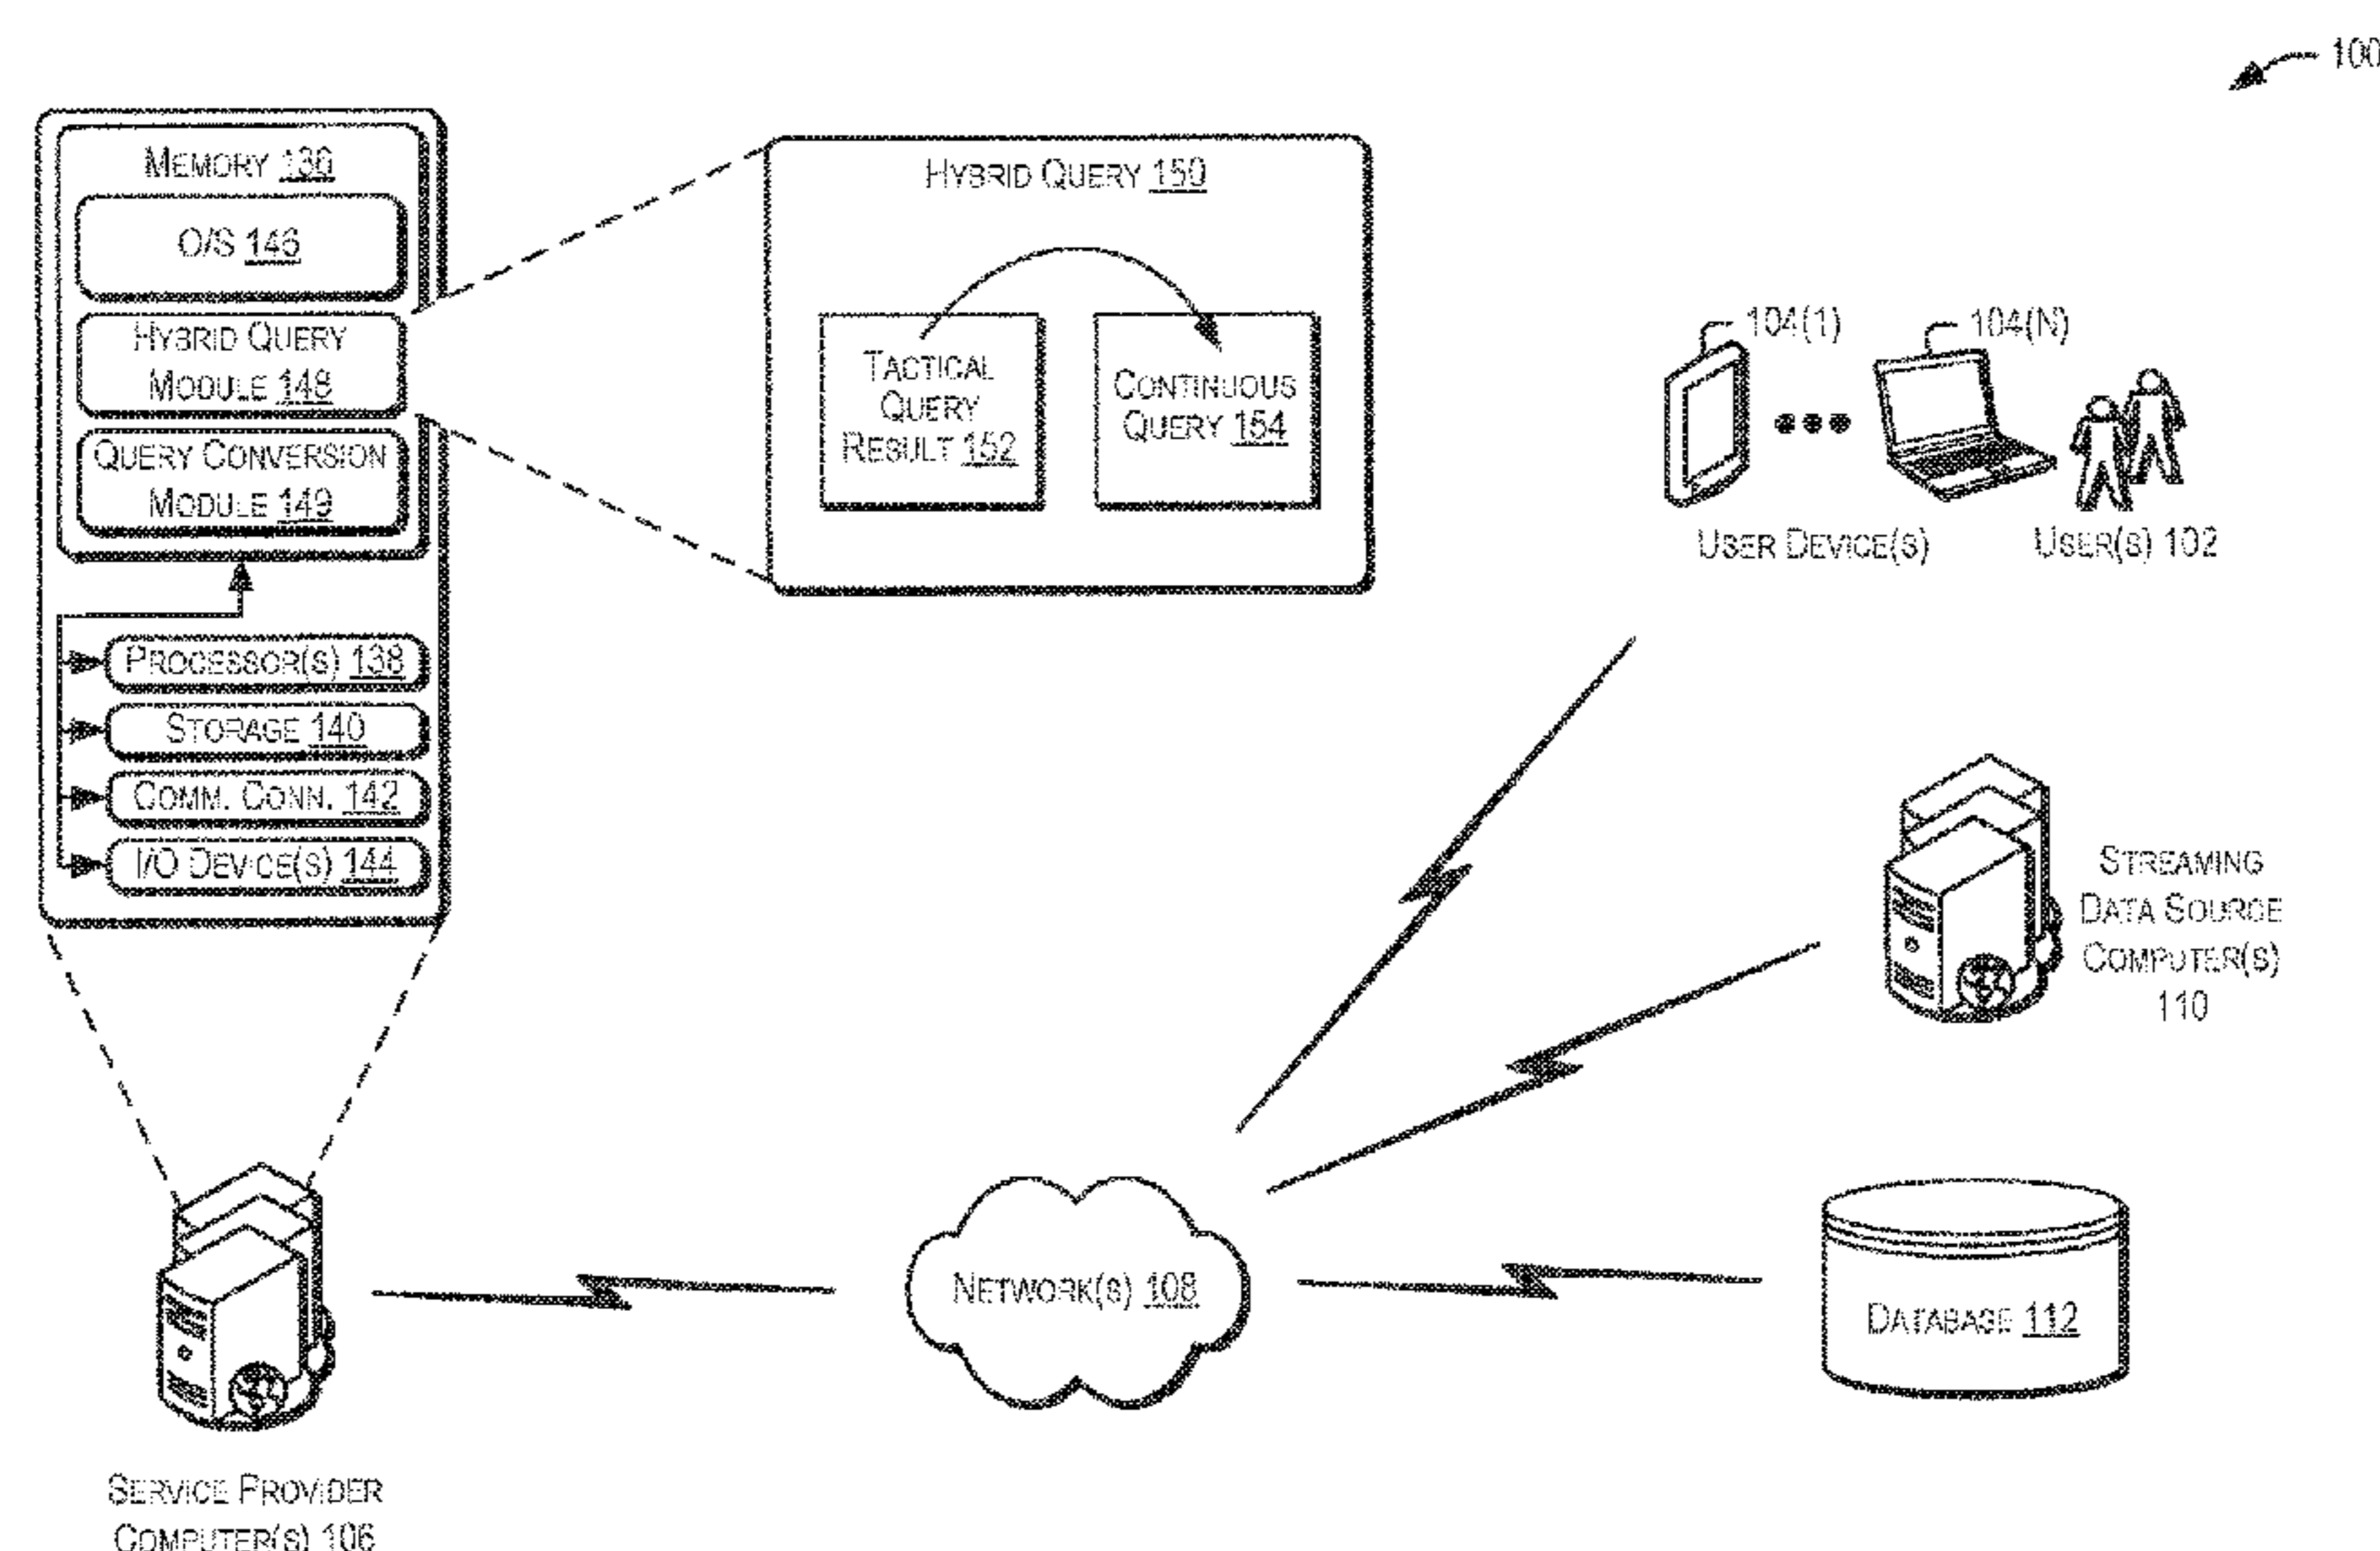 100
MEMORY 136
O/S 146
HYBRID QUERY
MODULE 148
QUERY CONVERSION
MODULE 149
PROCESSOR(S) 138
STORAGE 140
COMM. CONN. 142
I/O DEVICE(S) 144
HYBRID QUERY 150
TACTICAL
QUERY
RESULT 152
CONTINUOUS
QUERY 154
104(1)
104(N)
USER DEVICE(S)
USER(S) 102
STREAMING
DATA SOURCE
COMPUTER(S)
110
NETWORK(S) 108
DATABASE 112
SERVICE PROVIDER
COMPUTER(S) 106